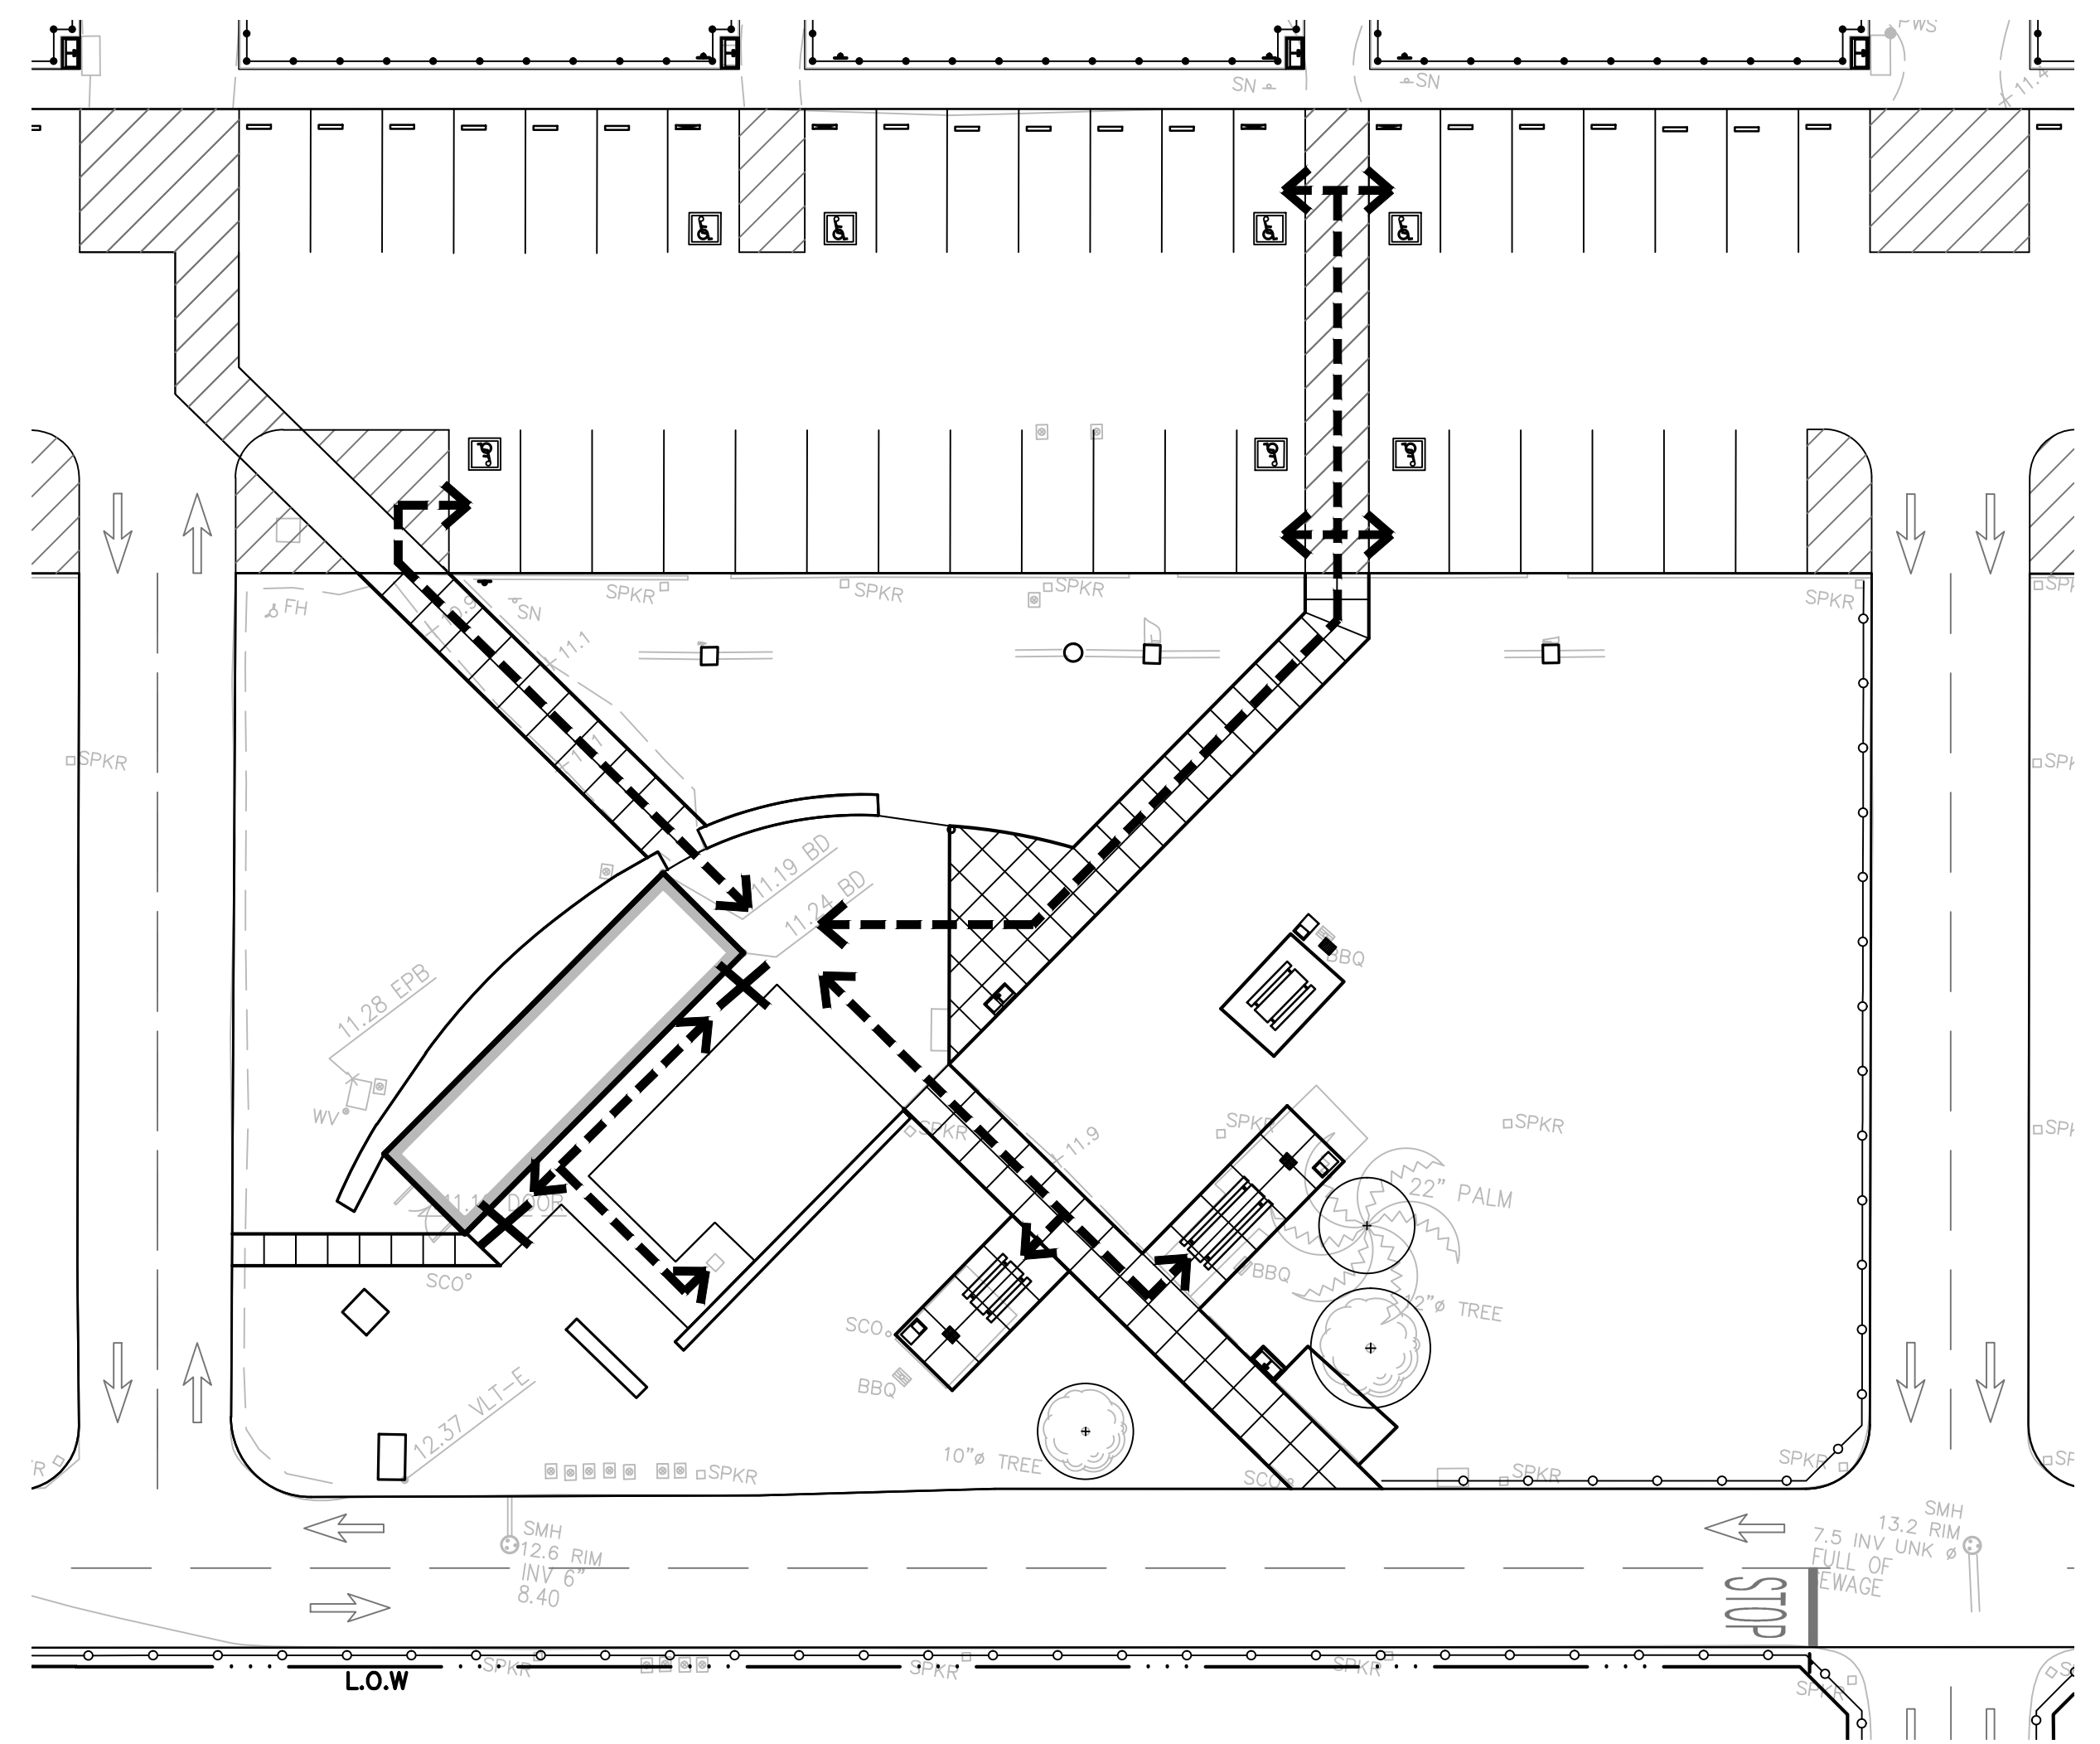 PWS
11.4
SN
SN
FH
SN
11.1
SPKR
SPKR
SPKR
SPKR
SPKR
11.19 BD
11.24 BD
BBQ
11.28 EPB
WV
SPKR
11.9
SPKR
SPKR
22" PALM
BBQ
12"ø TREE
SCO
SCO
BBQ
12.37 VLT-E
10"ø TREE
SPKR
SCO
SPKR
SPKR
SMH
12.6 RIM
INV 6"
8.40
SMH
13.2 RIM
7.5 INV UNK ø
FULL OF
EWAGE
STOP
L.O.W
SPKR
SPKR
SPKR
SPKR